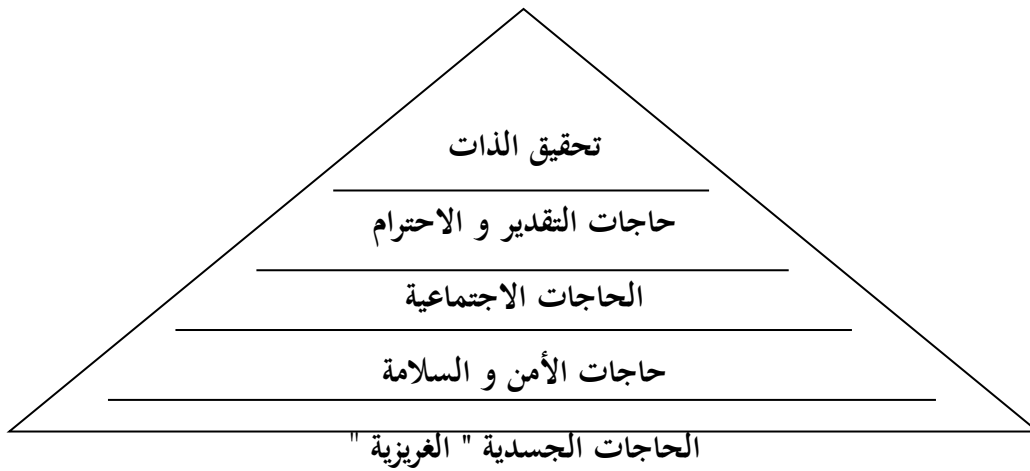 تحقيق الذات
حاجات التقدير و الاحترام
الحاجات الاجتماعية
حاجات الأمن و السلامة
الحاجات الجسدية " الغريزية "